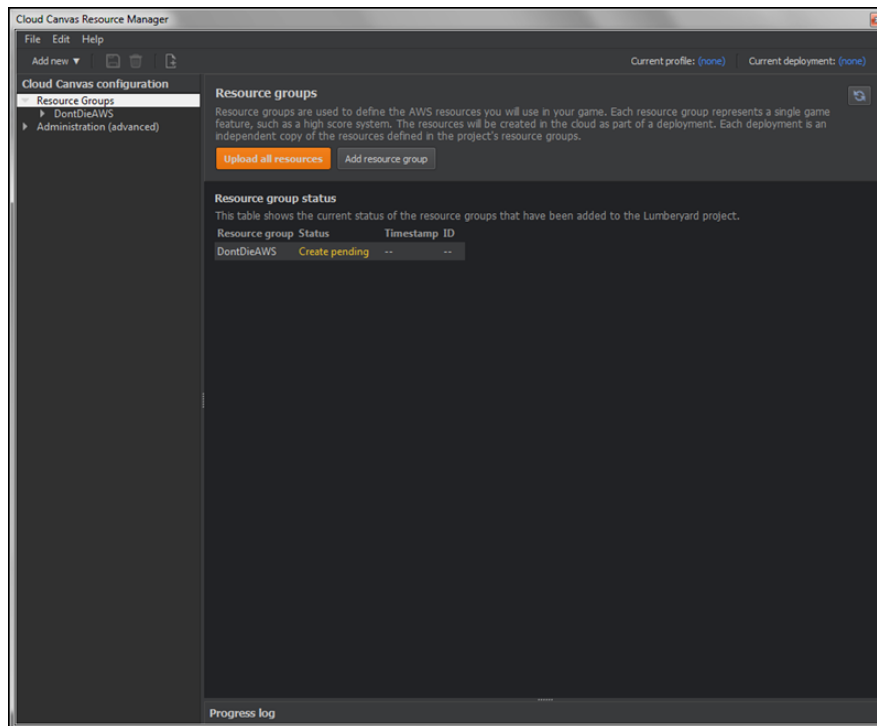 Cloud Canvas Resource Manager
File Edit Help
Add new ▼
Current profile: (none) Current deployment: (none)
Cloud Canvas configuration
Resource Groups
DontDieAWS
Administration (advanced)
Resource groups
Resource groups are used to define the AWS resources you will use in your game. Each resource group represents a single game
feature, such as a high score system. The resources will be created in the cloud as part of a deployment. Each deployment is an
independent copy of the resources defined in the project's resource groups.
Upload all resources Add resource group
Resource group status
This table shows the current status of the resource groups that have been added to the Lumberyard project.
Resource group Status Timestamp ID
DontDieAWS Create pending -- --
Progress log